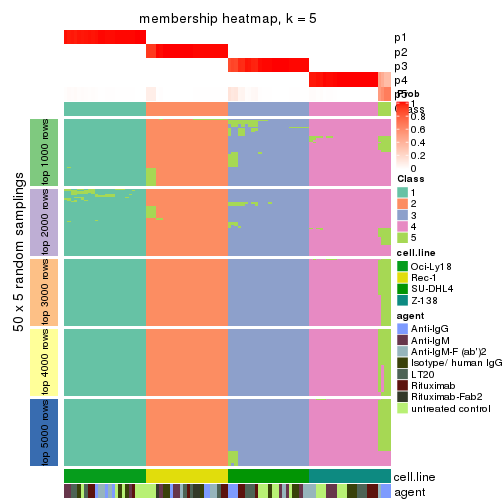 membership heatmap, k = 5
p1
p2
p3
p4
p5
Class
Prob
1
0.8
0.6
0.4
0.2
0
Class
1
2
3
4
5
cell.line
Oci-Ly18
Rec-1
SU-DHL4
Z-138
agent
Anti-IgG
Anti-IgM
Anti-IgM-F (ab')2
Isotype/ human IgG
LT20
Rituximab
Rituximab-Fab2
untreated control
50 x 5 random samplings
top 1000 rows
top 2000 rows
top 3000 rows
top 4000 rows
top 5000 rows
cell.line
agent